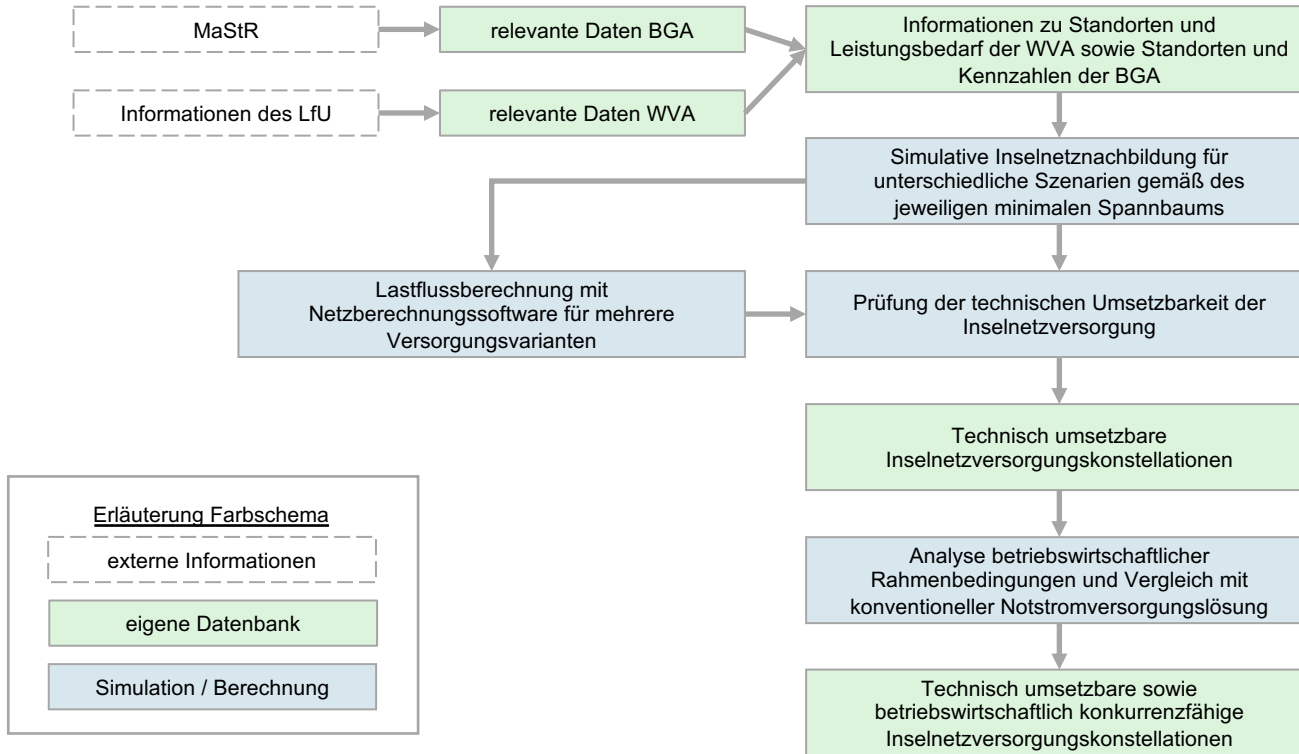 MaStR
relevante Daten BGA
Informationen zu Standorten und
Leistungsbedarf der WVA sowie Standorten und
Kennzahlen der BGA
Informationen des LfU
relevante Daten WVA
Simulative Inselnetznachbildung für
unterschiedliche Szenarien gemäß des
jeweiligen minimalen Spannbaums
Lastflussberechnung mit
Netzberechnungssoftware für mehrere
Versorgungsvarianten
Prüfung der technischen Umsetzbarkeit der
Inselnetzversorgung
Technisch umsetzbare
Inselnetzversorgungskonstellationen
Analyse betriebswirtschaftlicher
Rahmenbedingungen und Vergleich mit
konventioneller Notstromversorgungslösung
Technisch umsetzbare sowie
betriebswirtschaftlich konkurrenzfähige
Inselnetzversorgungskonstellationen
Erläuterung Farbschema
externe Informationen
eigene Datenbank
Simulation / Berechnung